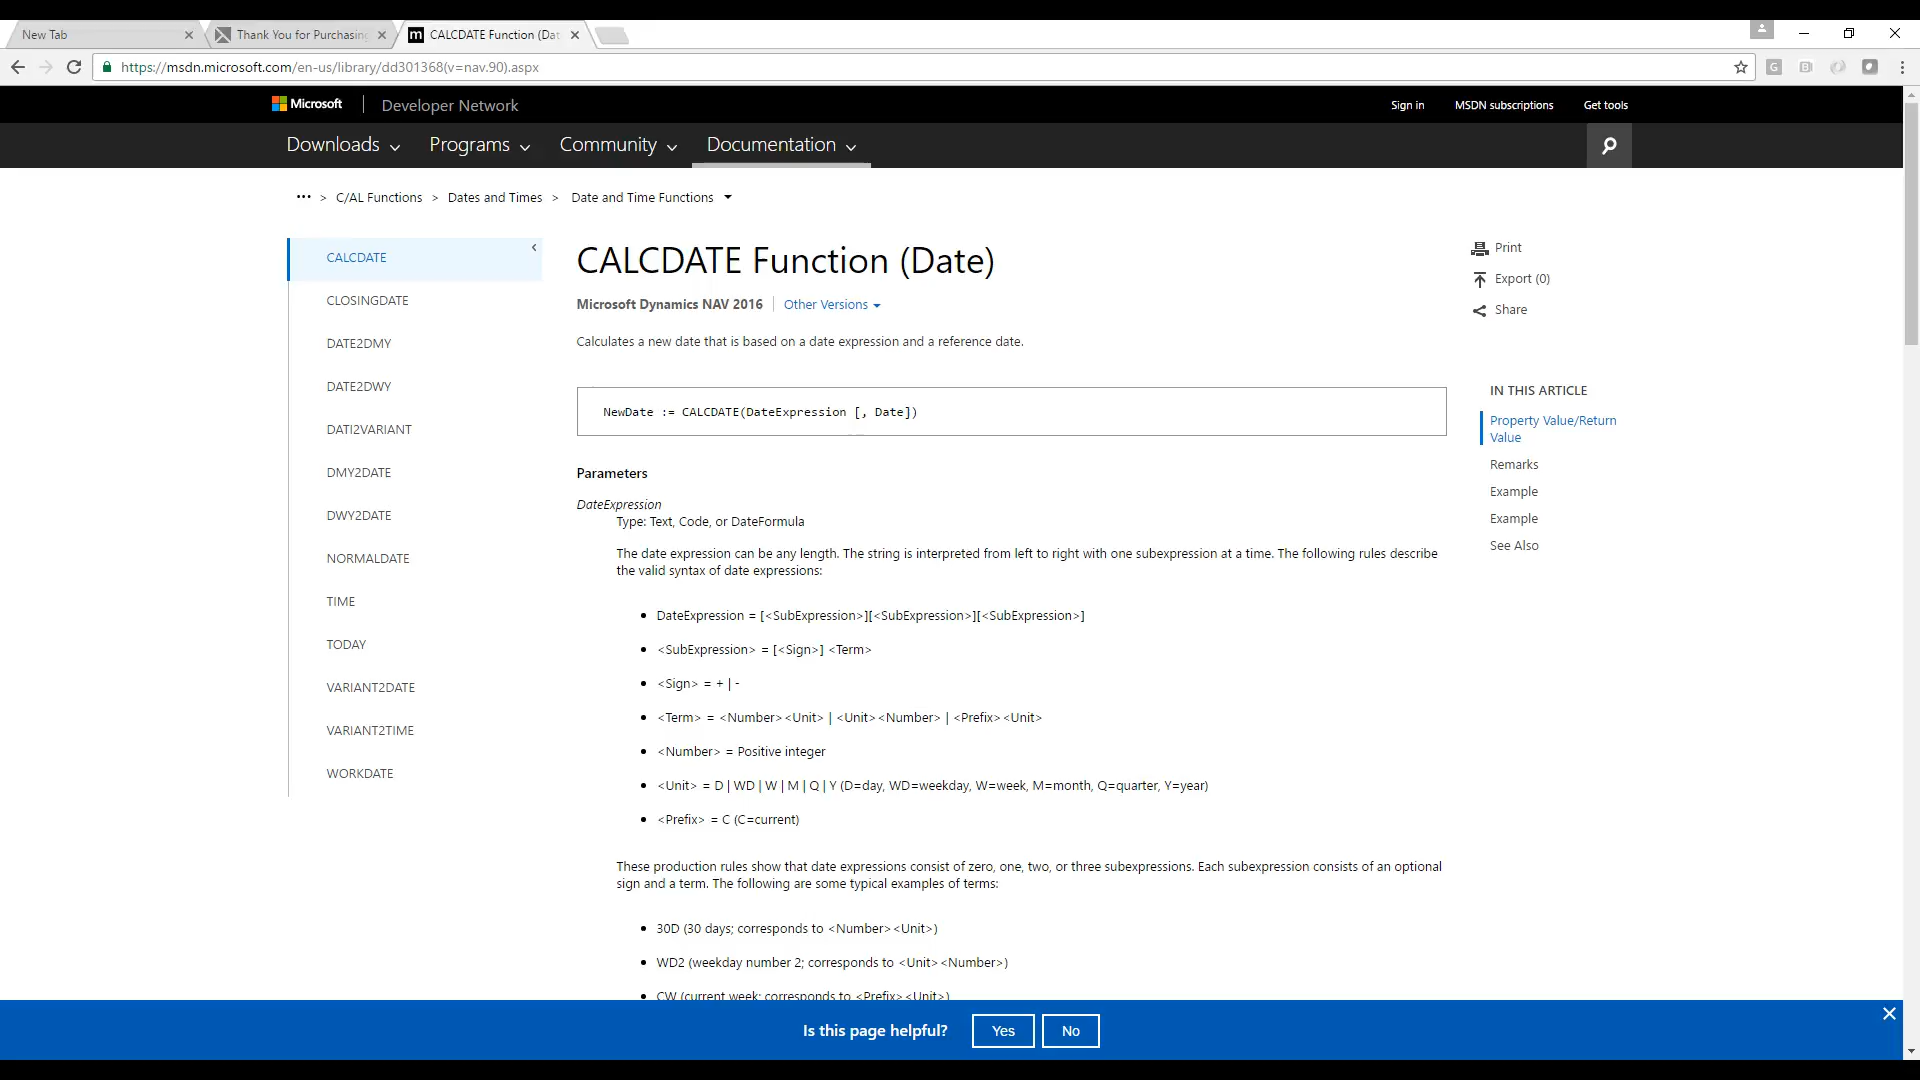 New Tab
Thank You for Purchasing
CALCDATE Function (Dat
https://msdn.microsoft.com/en-us/library/dd301368(v=nav.90).aspx
Microsoft
Developer Network
Sign in
MSDN subscriptions
Get tools
Downloads
Programs
Community
Documentation
••• > C/AL Functions > Dates and Times > Date and Time Functions
CALCDATE
CLOSINGDATE
DATE2DMY
DATE2DWY
DATI2VARIANT
DMY2DATE
DWY2DATE
NORMALDATE
TIME
TODAY
VARIANT2DATE
VARIANT2TIME
WORKDATE
CALCDATE Function (Date)
Microsoft Dynamics NAV 2016
Other Versions
Calculates a new date that is based on a date expression and a reference date.
NewDate := CALCDATE(DateExpression [, Date])
Parameters
DateExpression
Type: Text, Code, or DateFormula
The date expression can be any length. The string is interpreted from left to right with one subexpression at a time. The following rules describe
the valid syntax of date expressions:
• DateExpression = [<SubExpression>][<SubExpression>][<SubExpression>]
• <SubExpression> = [<Sign>] <Term>
• <Sign> = + | -
• <Term> = <Number><Unit> | <Unit><Number> | <Prefix><Unit>
• <Number> = Positive integer
• <Unit> = D | WD | W | M | Q | Y (D=day, WD=weekday, W=week, M=month, Q=quarter, Y=year)
• <Prefix> = C (C=current)
These production rules show that date expressions consist of zero, one, two, or three subexpressions. Each subexpression consists of an optional
sign and a term. The following are some typical examples of terms:
• 30D (30 days; corresponds to <Number><Unit>)
• WD2 (weekday number 2; corresponds to <Unit><Number>)
• CW (current week; corresponds to <Prefix><Unit>)
Print
Export (0)
Share
IN THIS ARTICLE
Property Value/Return
Value
Remarks
Example
Example
See Also
Is this page helpful?
Yes
No